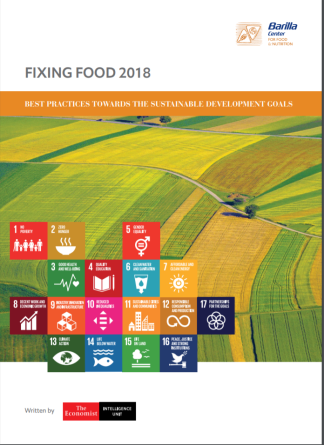 Barilla
Center
FOR FOOD
& NUTRITION
FIXING FOOD 2018
BEST PRACTICES TOWARDS THE SUSTAINABLE DEVELOPMENT GOALS
1 NO
POVERTY
2 ZERO
HUNGER
5 GENDER
EQUALITY
3 GOOD HEALTH
AND WELL-BEING
4 QUALITY
EDUCATION
6 CLEAN WATER
AND SANITATION
7 AFFORDABLE AND
CLEAN ENERGY
8 DECENT WORK AND
ECONOMIC GROWTH
9 INDUSTRY, INNOVATION
AND INFRASTRUCTURE
10 REDUCED
INEQUALITIES
11 SUSTAINABLE CITIES
AND COMMUNITIES
12 RESPONSIBLE
CONSUMPTION
AND PRODUCTION
17 PARTNERSHIPS
FOR THE GOALS
13 CLIMATE
ACTION
14 LIFE
BELOW WATER
15 LIFE
ON LAND
16 PEACE, JUSTICE
AND STRONG
INSTITUTIONS
Written by
The
Economist
INTELLIGENCE
UNIT